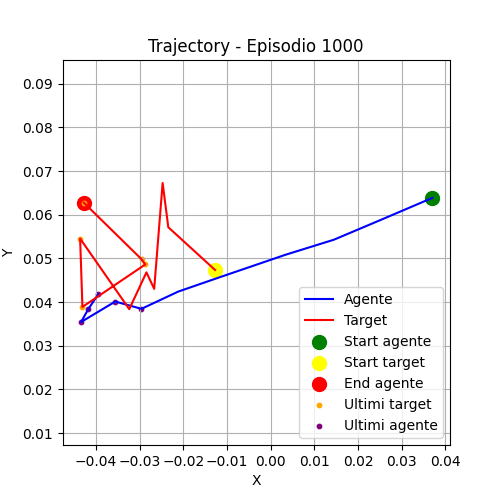 Trajectory - Episodio 1000
Y
0.09
0.08
0.07
0.06
0.05
0.04
0.03
0.02
0.01
Agente
Target
Start agente
Start target
End agente
Ultimi target
Ultimi agente
−0.04 −0.03 −0.02 −0.01 0.00 0.01 0.02 0.03 0.04
X